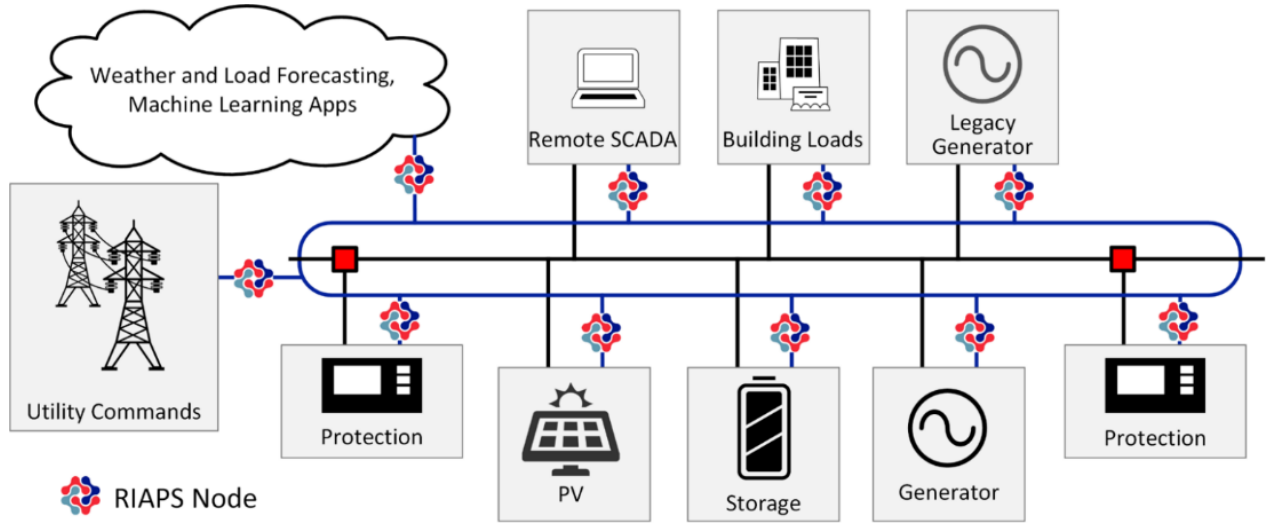 Weather and Load Forecasting,
Machine Learning Apps
Remote SCADA
Building Loads
Legacy
Generator
Utility Commands
Protection
PV
Storage
Generator
Protection
RIAPS Node